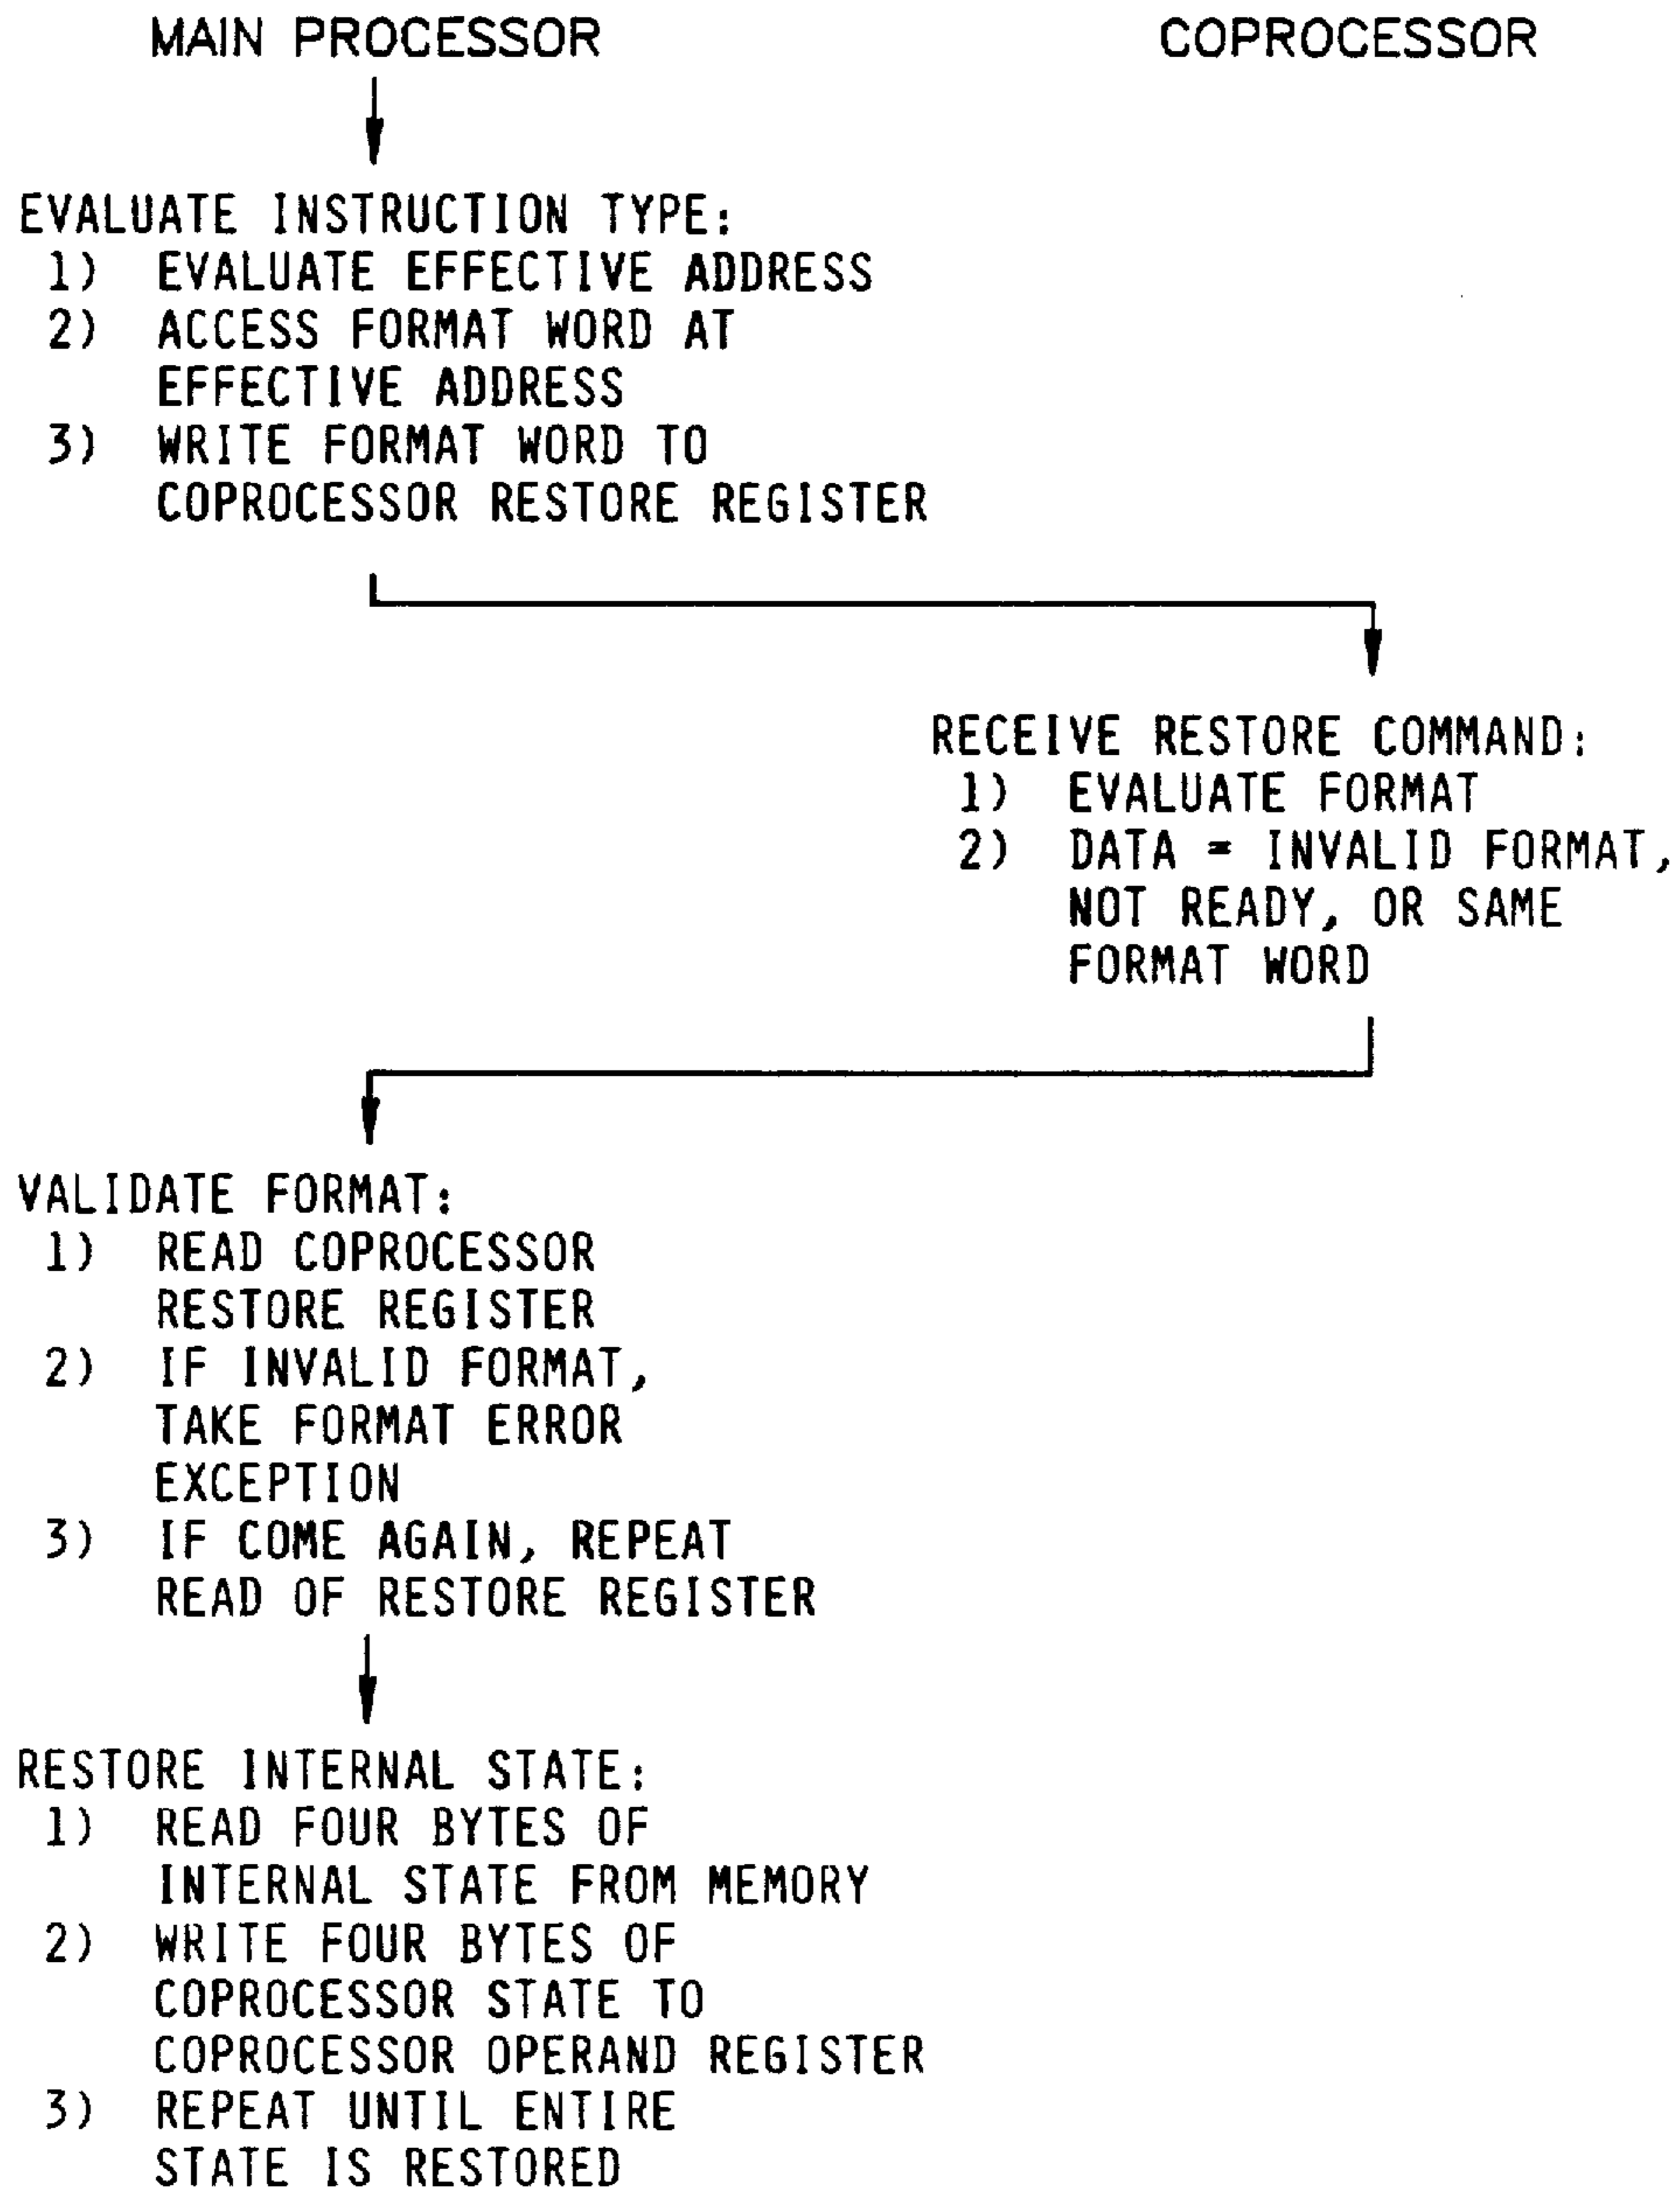 MAIN PROCESSOR COPROCESSOR
EVALUATE INSTRUCTION TYPE:
1) EVALUATE EFFECTIVE ADDRESS
2) ACCESS FORMAT WORD AT
EFFECTIVE ADDRESS
3) WRITE FORMAT WORD TO
COPROCESSOR RESTORE REGISTER
RECEIVE RESTORE COMMAND:
1) EVALUATE FORMAT
2) DATA = INVALID FORMAT,
NOT READY, OR SAME
FORMAT WORD
VALIDATE FORMAT:
1) READ COPROCESSOR
RESTORE REGISTER
2) IF INVALID FORMAT,
TAKE FORMAT ERROR
EXCEPTION
3) IF COME AGAIN, REPEAT
READ OF RESTORE REGISTER
RESTORE INTERNAL STATE:
1) READ FOUR BYTES OF
INTERNAL STATE FROM MEMORY
2) WRITE FOUR BYTES OF
COPROCESSOR STATE TO
COPROCESSOR OPERAND REGISTER
3) REPEAT UNTIL ENTIRE
STATE IS RESTORED